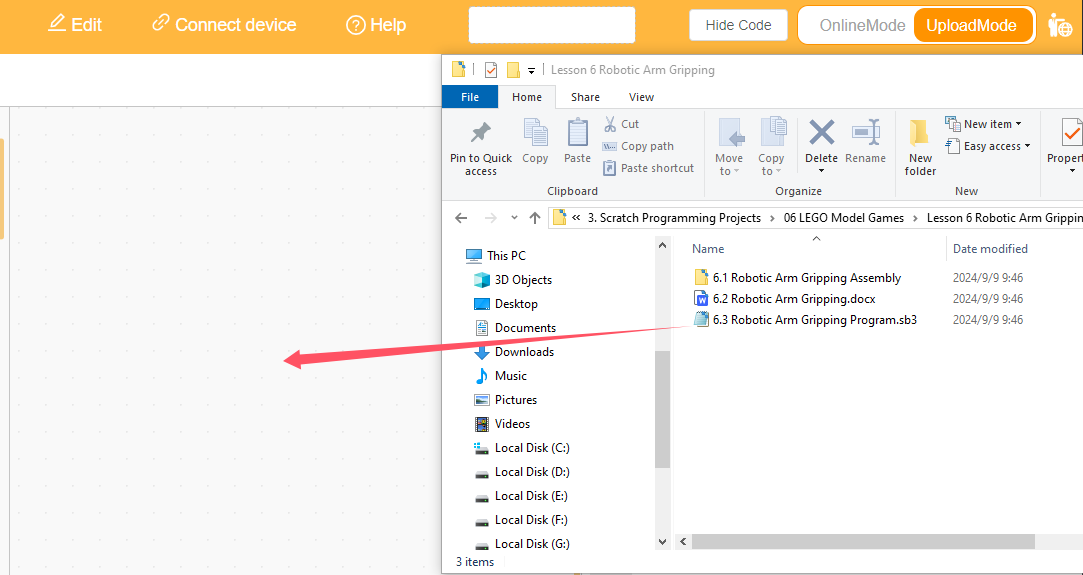 Edit
Connect device
Help
Hide Code
OnlineMode
UploadMode
Lesson 6 Robotic Arm Gripping
File
Home
Share
View
Pin to Quick access
Copy
Paste
Cut
Copy path
Paste shortcut
Clipboard
Move to
Copy to
Delete
Rename
Organize
New folder
New item
Easy access
New
Propert
« 3. Scratch Programming Projects › 06 LEGO Model Games › Lesson 6 Robotic Arm Grippin
This PC
3D Objects
Desktop
Documents
Downloads
Music
Pictures
Videos
Local Disk (C:)
Local Disk (D:)
Local Disk (E:)
Local Disk (F:)
Local Disk (G:)
Name
Date modified
6.1 Robotic Arm Gripping Assembly 2024/9/9 9:46
6.2 Robotic Arm Gripping.docx 2024/9/9 9:46
6.3 Robotic Arm Gripping Program.sb3 2024/9/9 9:46
3 items